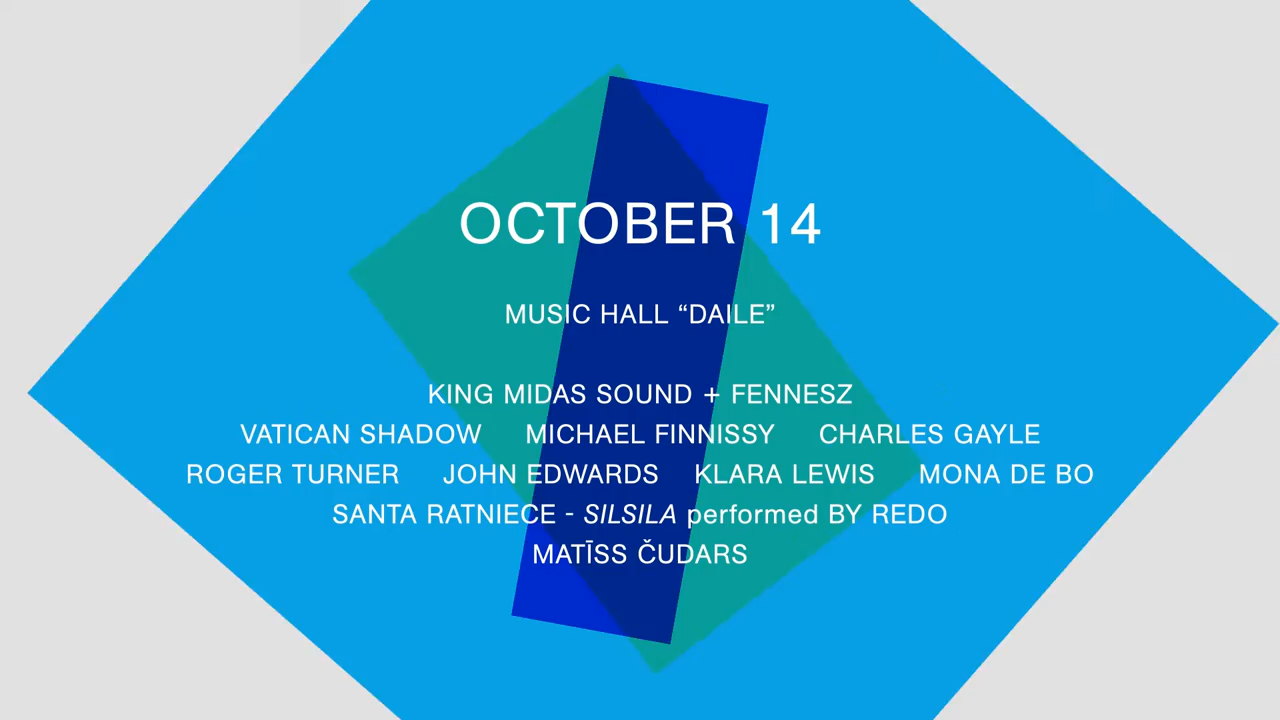 OCTOBER 14
MUSIC HALL “DAILE”
KING MIDAS SOUND + FENNESZ
VATICAN SHADOW MICHAEL FINNISSY CHARLES GAYLE
ROGER TURNER JOHN EDWARDS KLARA LEWIS MONA DE BO
SANTA RATNIECE - SILSILA performed BY REDO
MATĪSS ČUDARS